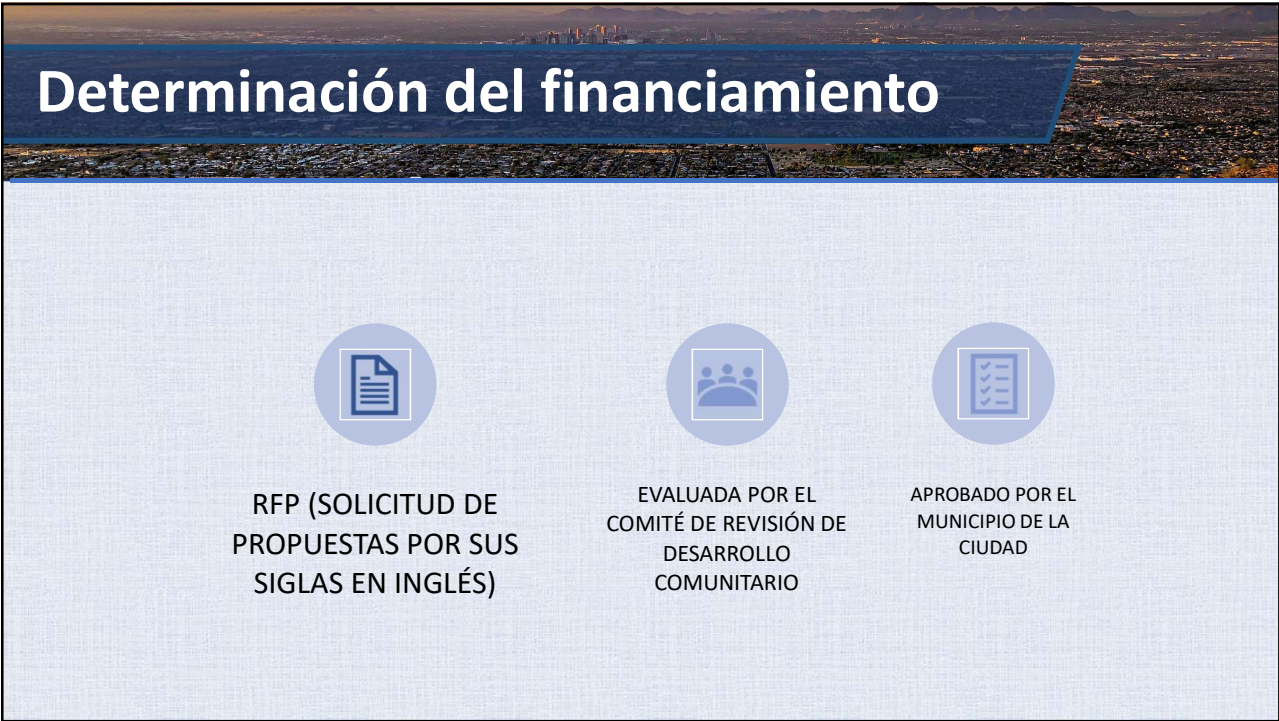 Determinación del financiamiento
RFP (SOLICITUD DE
PROPUESTAS POR SUS
SIGLAS EN INGLÉS)
EVALUADA POR EL
COMITÉ DE REVISIÓN DE
DESARROLLO
COMUNITARIO
APROBADO POR EL
MUNICIPIO DE LA
CIUDAD